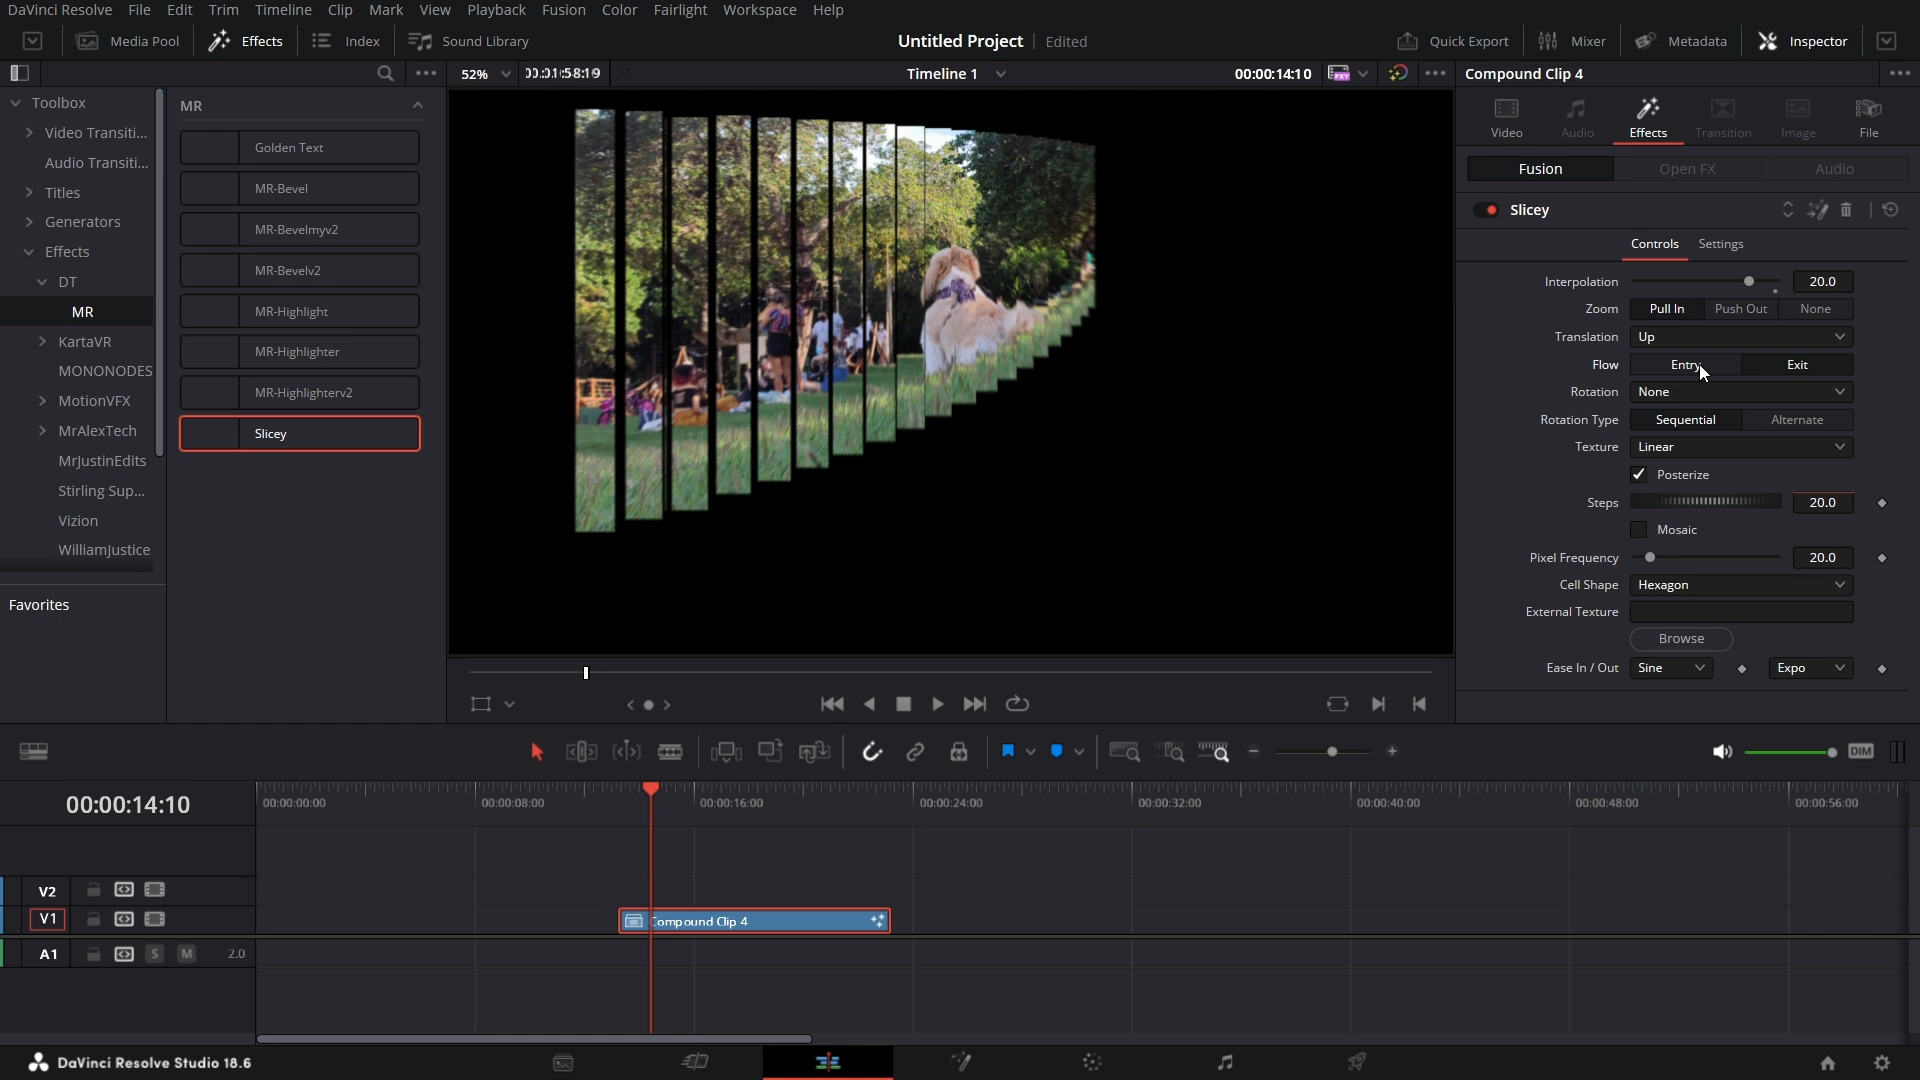 DaVinci Resolve File Edit Trim Timeline Clip Mark View Playback Fusion Color Fairlight Workspace Help
Media Pool Effects Index Sound Library Untitled Project Edited Quick Export Mixer Metadata Inspector
52% Timeline 1 00:00:14:10 Compound Clip 4
Toolbox
Video Transiti...
Audio Transiti...
Titles
Generators
Effects
DT
MR
KartaVR
MONONODES
MotionVFX
MrAlexTech
MrJustinEdits
Stirling Sup...
Vizion
WilliamJustice
Favorites
MR
Golden Text
MR-Bevel
MR-Bevelmyv2
MR-Bevelv2
MR-Highlight
MR-Highlighter
MR-Highlighterv2
Slicey
Video Audio Effects Transition Image File
Fusion Open FX Audio
Slicey
Controls Settings
Interpolation 20.0
Zoom Pull In Push Out None
Translation Up
Flow Entry Exit
Rotation None
Rotation Type Sequential Alternate
Texture Linear
Posterize
Steps 20.0
Mosaic
Pixel Frequency 20.0
Cell Shape Hexagon
External Texture
Browse
Ease In / Out Sine Expo
DIM
00:00:14:10 00:00:00:00 00:00:08:00 00:00:16:00 00:00:24:00 00:00:32:00 00:00:40:00 00:00:48:00 00:00:56:00
V2
V1 Compound Clip 4
A1 S M 2.0
DaVinci Resolve Studio 18.6